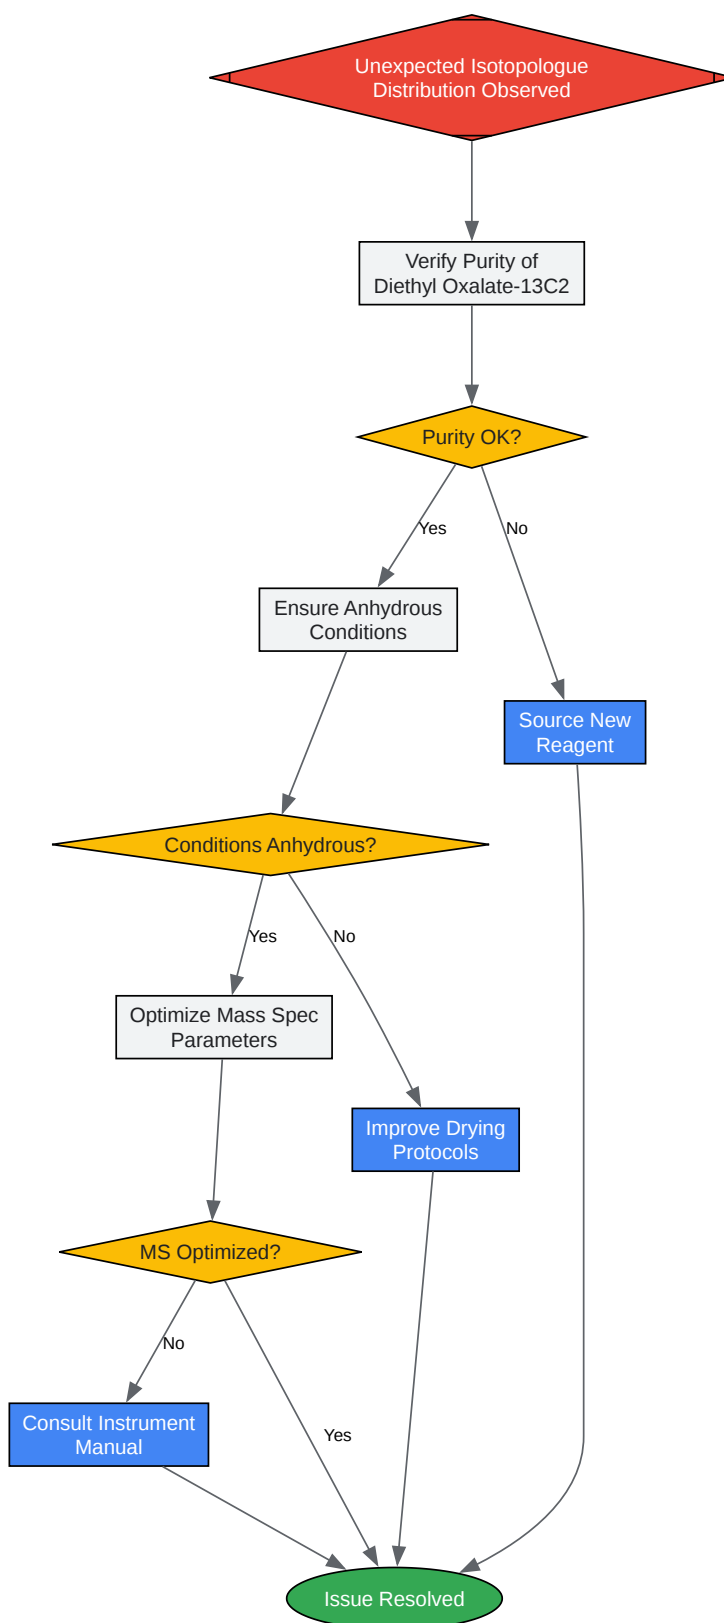 Unexpected Isotopologue
Distribution Observed
Verify Purity of
Diethyl Oxalate-13C2
Purity OK?
Yes
No
Ensure Anhydrous
Conditions
Source New
Reagent
Conditions Anhydrous?
Yes
No
Optimize Mass Spec
Parameters
Improve Drying
Protocols
MS Optimized?
No
Yes
Consult Instrument
Manual
Issue Resolved